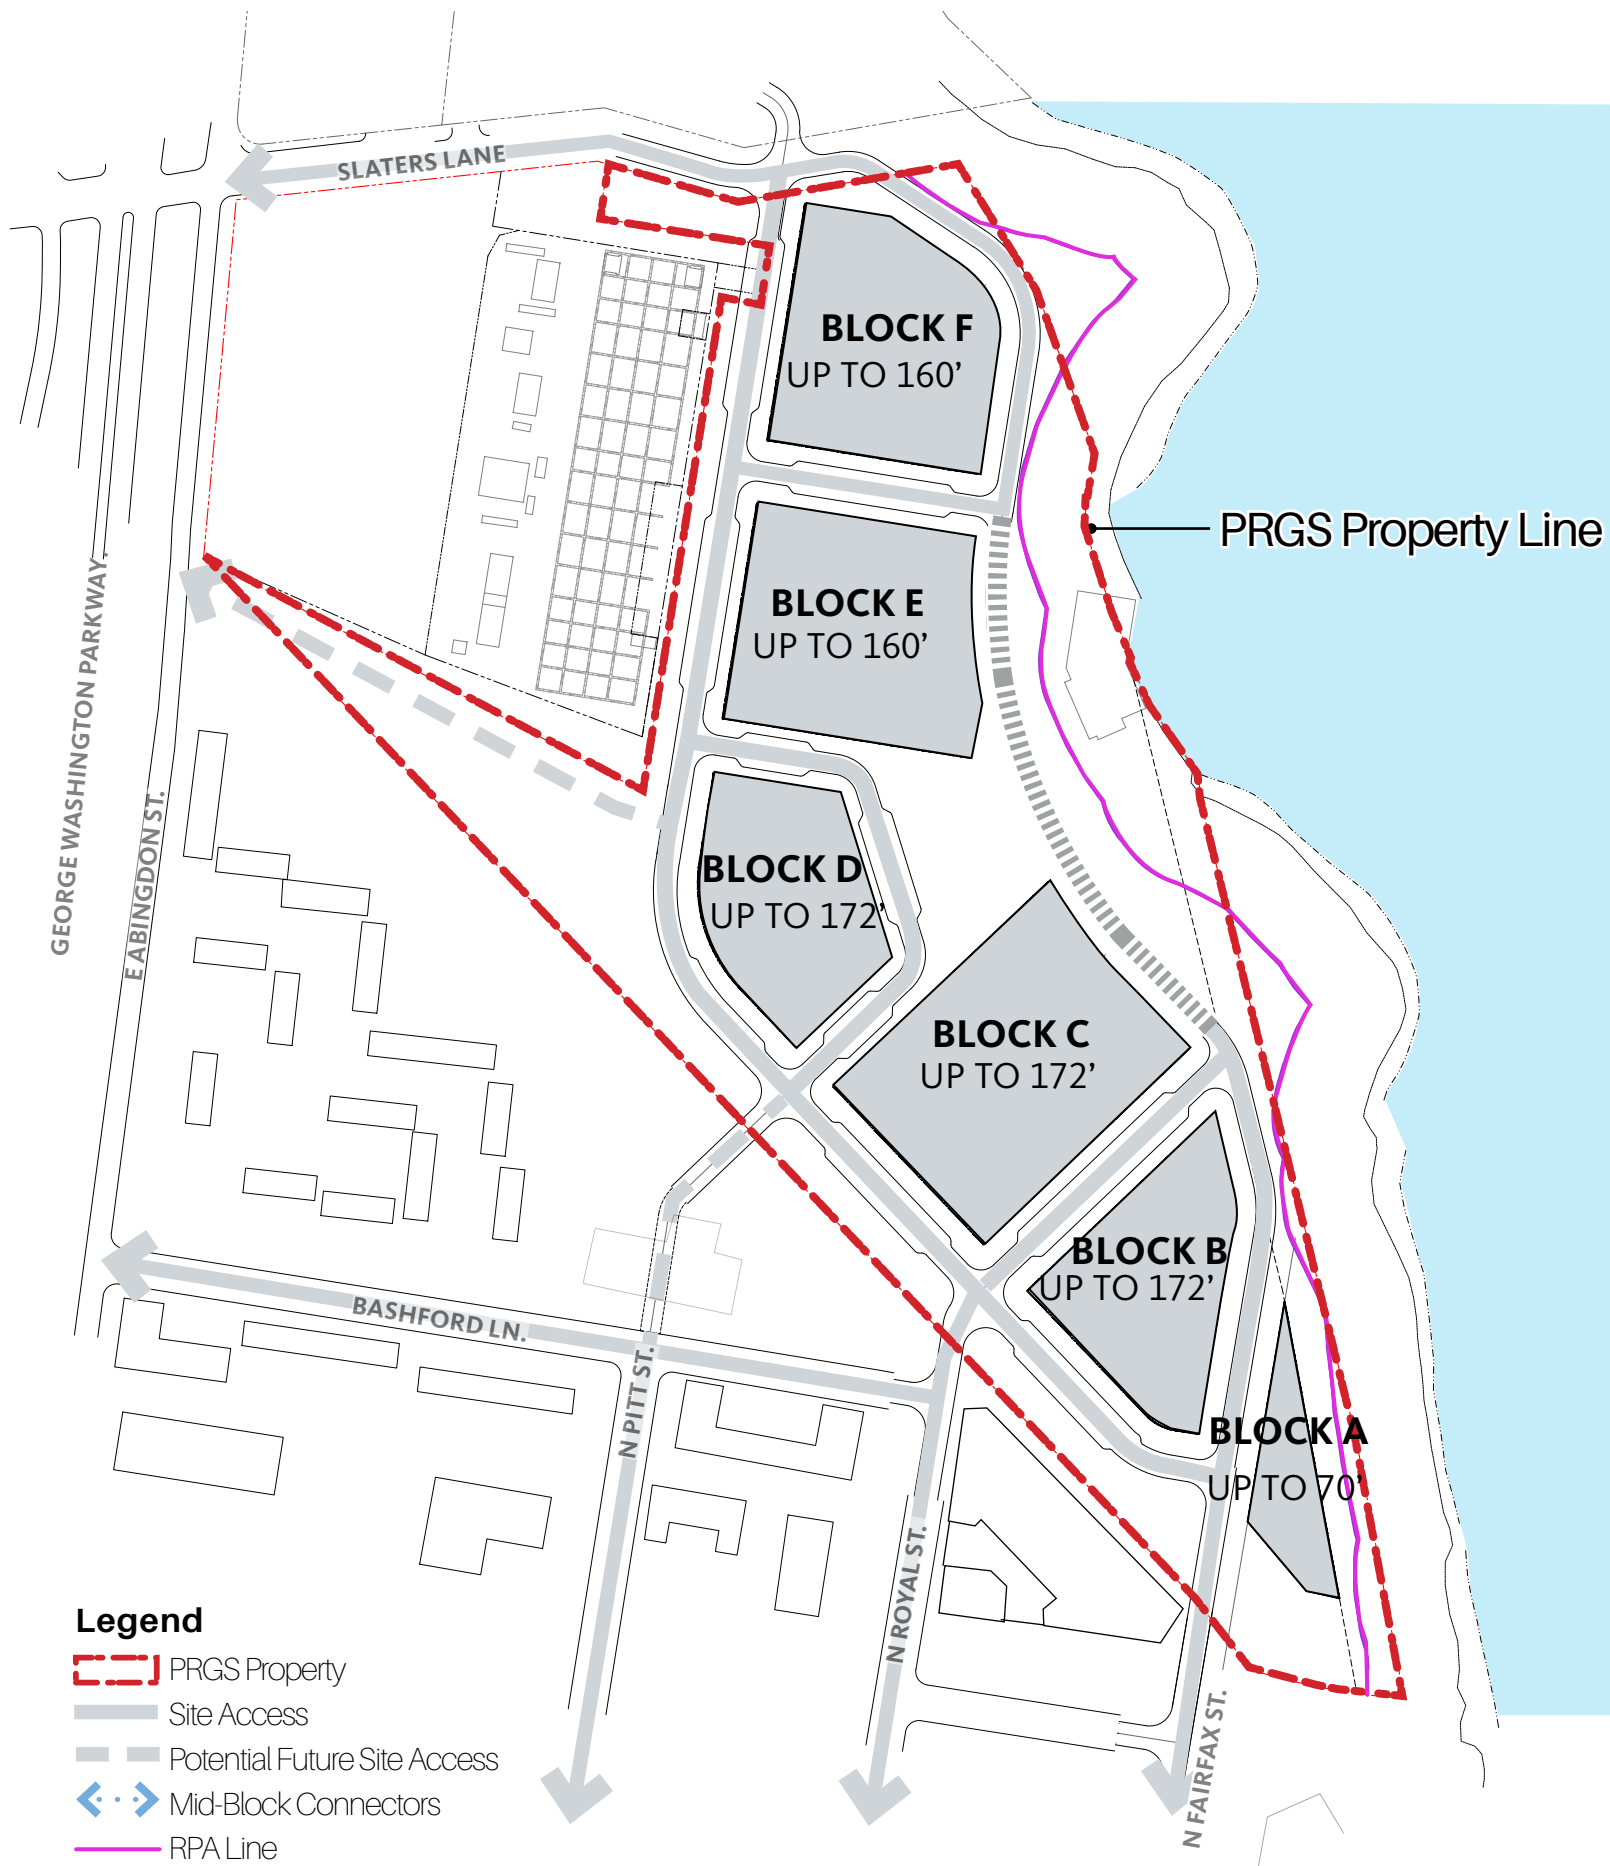 SLATERS LANE
BLOCK F
UP TO 160’
PRGS Property Line
BLOCK E
UP TO 160’
GEORGE WASHINGTON PARKWAY.
E ABINGDON ST.
BLOCK D
UP TO 172’
BLOCK C
UP TO 172’
BLOCK B
UP TO 172’
BASHFORD LN.
N PITT ST.
BLOCK A
UP TO 70’
N ROYAL ST.
N FAIRFAX ST.
Legend
PRGS Property
Site Access
Potential Future Site Access
Mid-Block Connectors
RPA Line